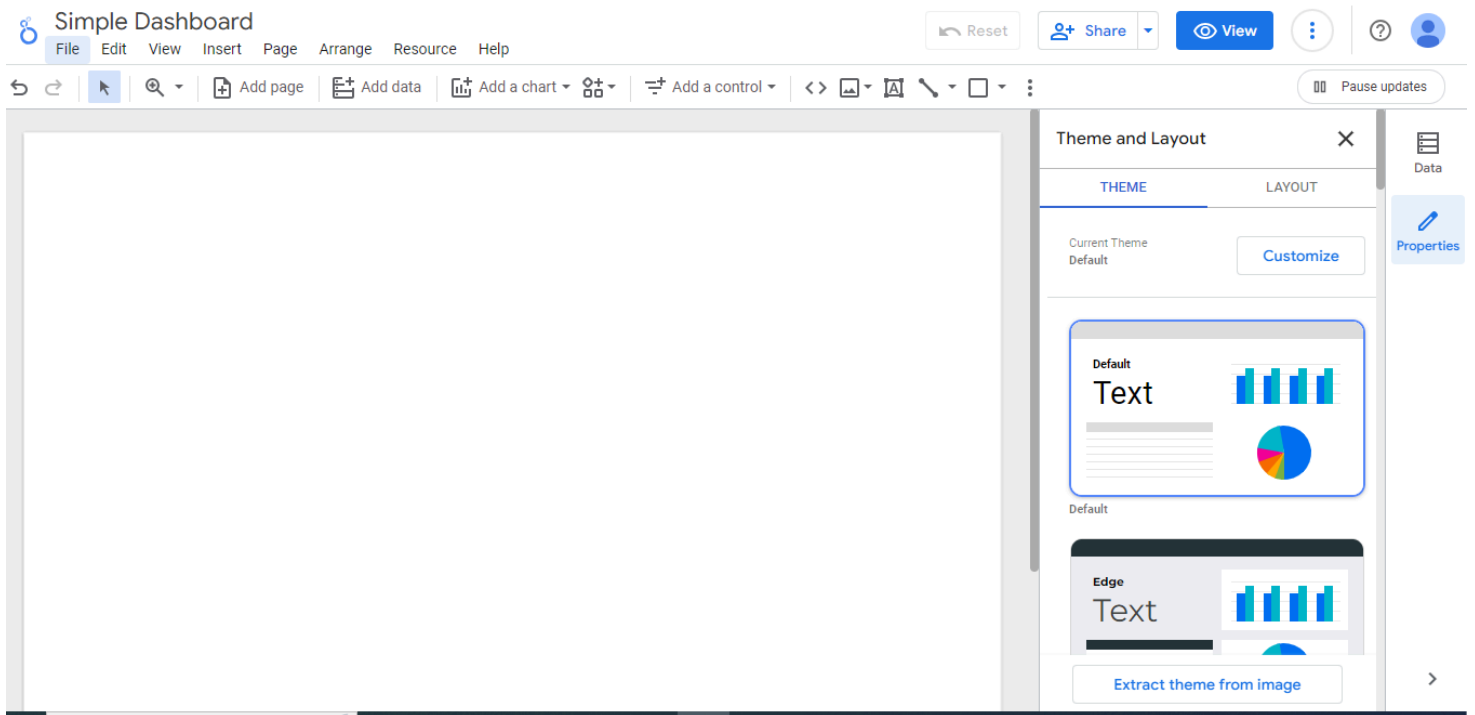 Simple Dashboard
File Edit View Insert Page Arrange Resource Help
Reset
Share
View
Add page
Add data
Add a chart
Add a control
Pause updates
Theme and Layout
THEME LAYOUT
Current Theme
Default
Customize
Default
Text
Default
Edge
Text
Extract theme from image
Data
Properties